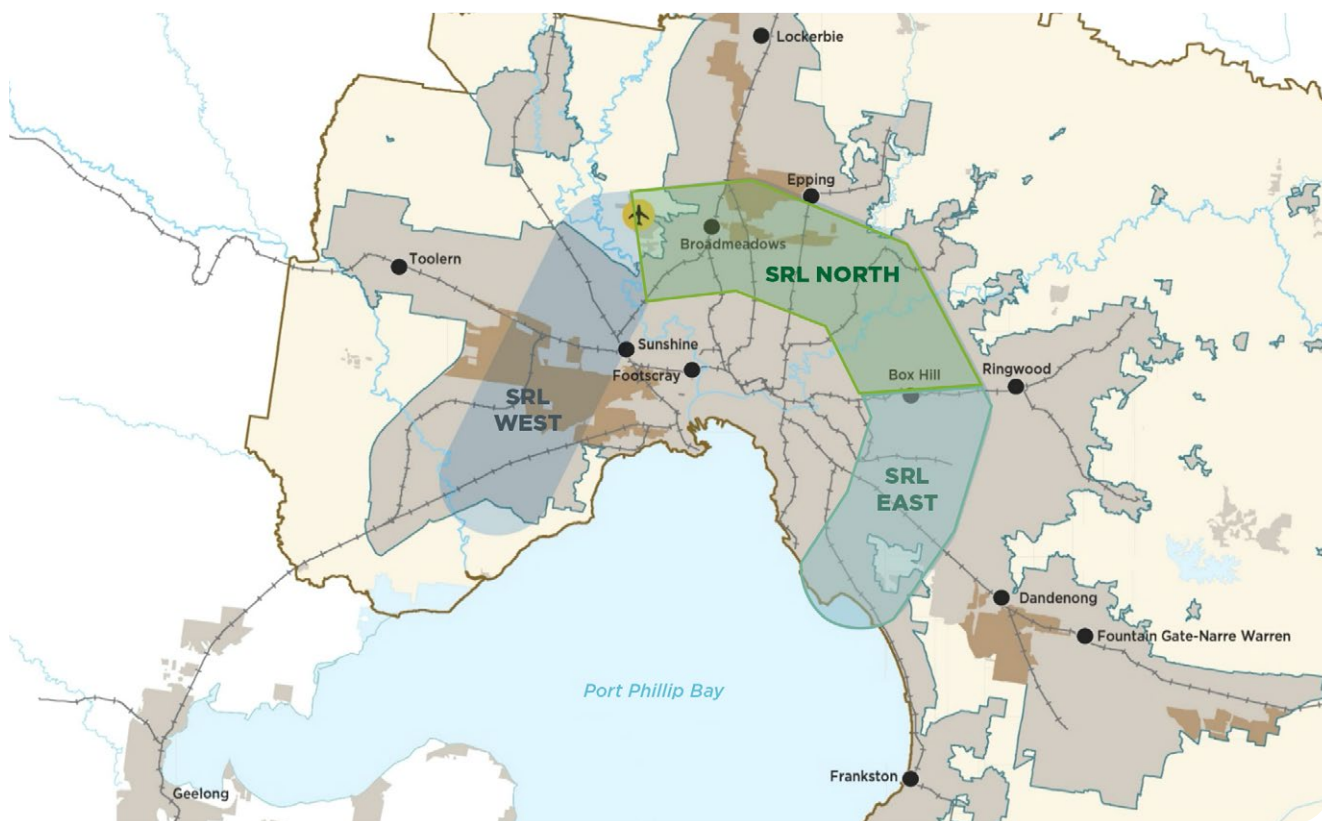 Lockerbie
Epping
Broadmeadows
Toolern
SRL NORTH
Sunshine
Footscray
Box Hill
Ringwood
SRL
WEST
SRL
EAST
Dandenong
Fountain Gate-Narre Warren
Port Phillip Bay
Frankston
Geelong